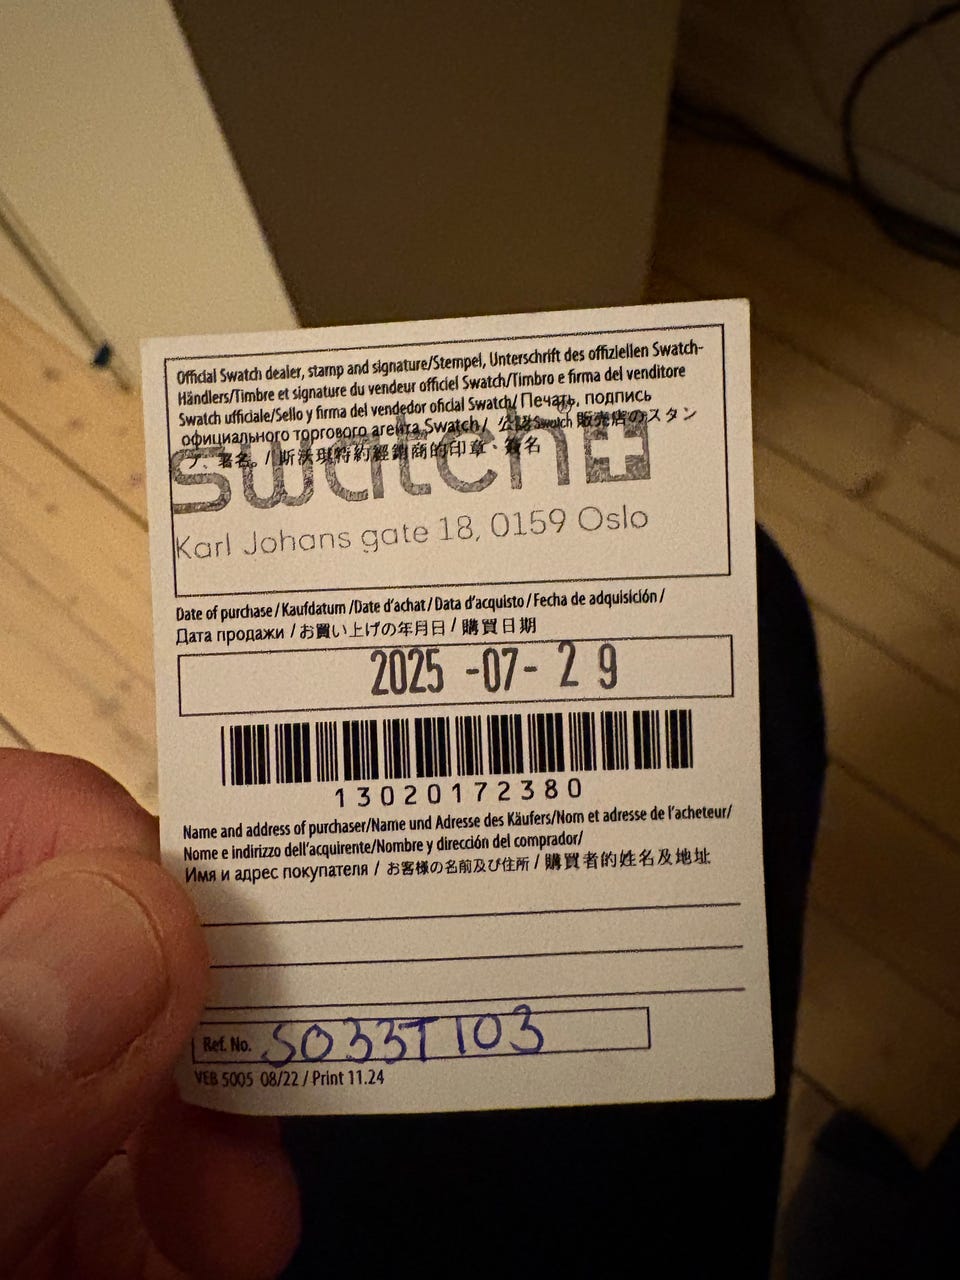 Official Swatch dealer, stamp and signature/Stempel, Unterschrift des offiziellen Swatch-
Händlers/Timbre et signature du vendeur officiel Swatch/Timbro e firma del venditore
Swatch ufficiale/Sello y firma del vendedor oficial Swatch/ Печать, подпись
официального торгового агента Swatch / 公認Swatch 販売店のスタン
プ、署名。/ 斯沃琪特約經銷商的印章、簽名
swatch
Karl Johans gate 18, 0159 Oslo
Date of purchase / Kaufdatum /Date d'achat / Data d'acquisto / Fecha de adquisición /
Дата продажи / お買い上げの年月日 / 購買日期
2025 -07- 2 9
13020172380
Name and address of purchaser/Name und Adresse des Käufers/Nom et adresse de l'acheteur/
Nome e indirizzo dell'acquirente/Nombre y dirección del comprador/
Имя и адрес покупателя / お客様の名前及び住所 / 購買者的姓名及地址
Ref. No. SO33T103
VEB 5005 08/22 / Print 11.24